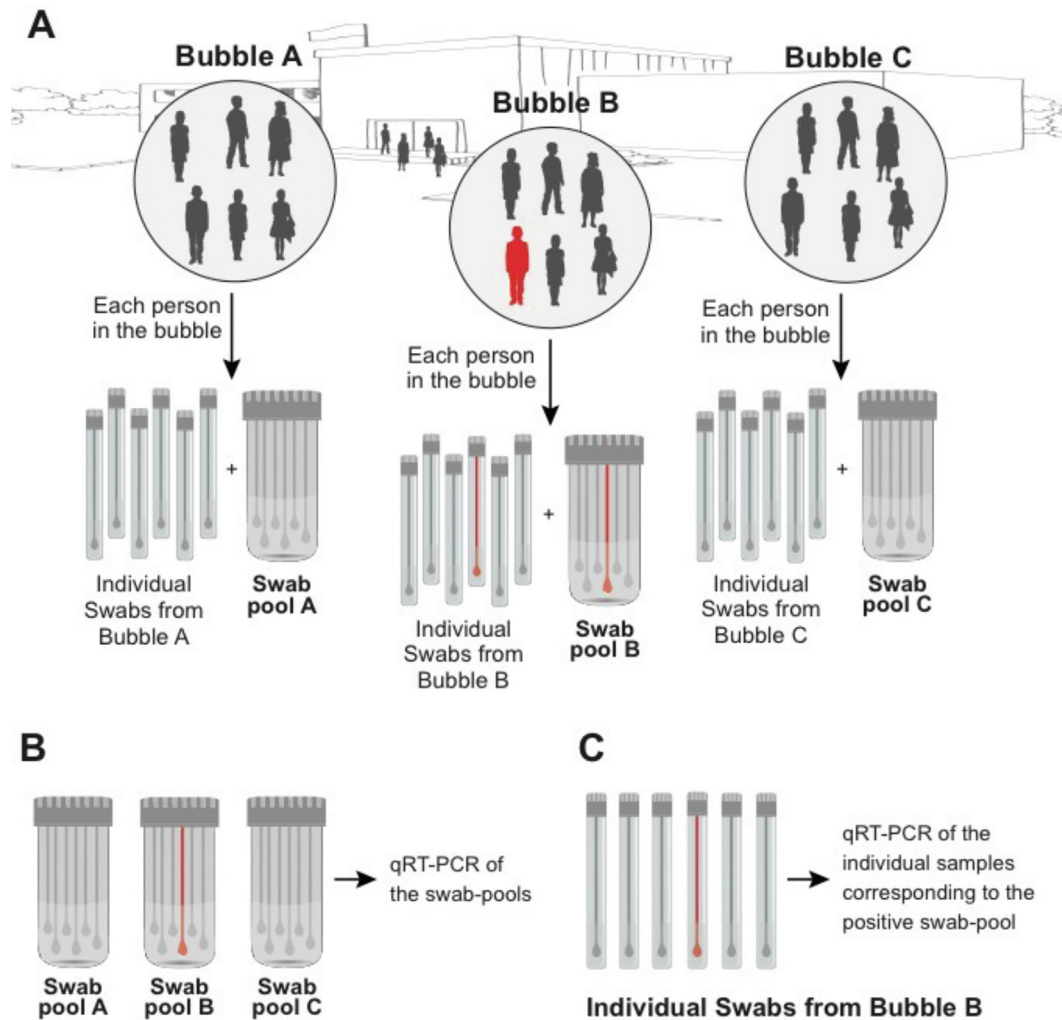 A
Bubble A
Bubble B
Bubble C
Each person
in the bubble
Each person
in the bubble
Each person
in the bubble
+
+
+
Individual
Swabs from
Bubble A
Swab
pool A
Individual
Swabs from
Bubble B
Swab
pool B
Individual
Swabs from
Bubble C
Swab
pool C
B
Swab
pool A
Swab
pool B
Swab
pool C
qRT-PCR of
the swab-pools
C
qRT-PCR of the
individual samples
corresponding to the
positive swab-pool
Individual Swabs from Bubble B